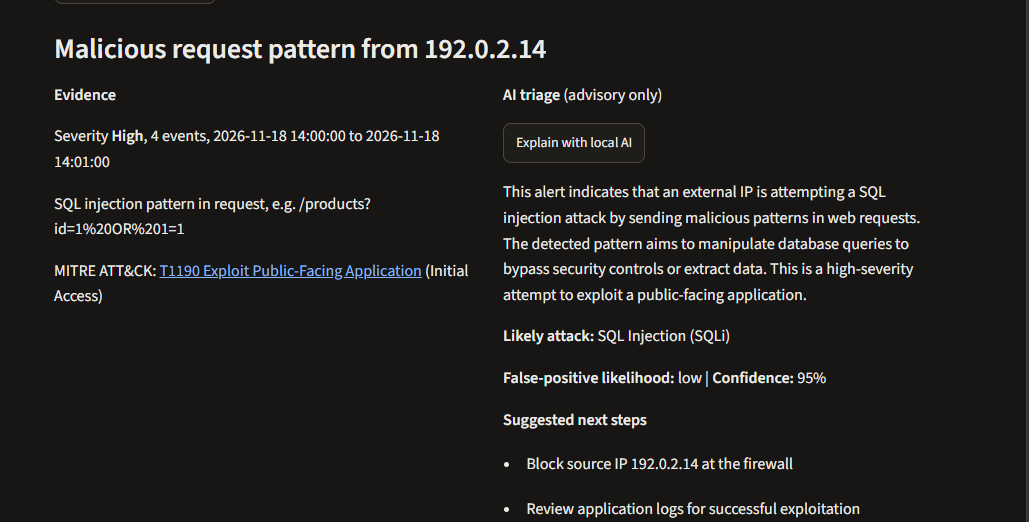 Malicious request pattern from 192.0.2.14
Evidence
Severity High, 4 events, 2026-11-18 14:00:00 to 2026-11-18
14:01:00
SQL injection pattern in request, e.g. /products?
id=1%20OR%201=1
MITRE ATT&CK: T1190 Exploit Public-Facing Application (Initial
Access)
AI triage (advisory only)
Explain with local AI
This alert indicates that an external IP is attempting a SQL
injection attack by sending malicious patterns in web requests.
The detected pattern aims to manipulate database queries to
bypass security controls or extract data. This is a high-severity
attempt to exploit a public-facing application.
Likely attack: SQL Injection (SQLi)
False-positive likelihood: low | Confidence: 95%
Suggested next steps
• Block source IP 192.0.2.14 at the firewall
• Review application logs for successful exploitation